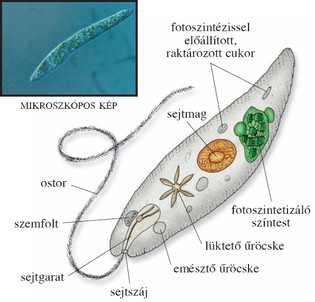 MIKROSZKÓPOS KÉP
fotoszintézissel
előállított,
raktározott cukor
sejtmag
ostor
szemfolt
sejtgarat
sejtszáj
fotoszintetizáló
színtest
lüktető űröcske
emésztő űröcske